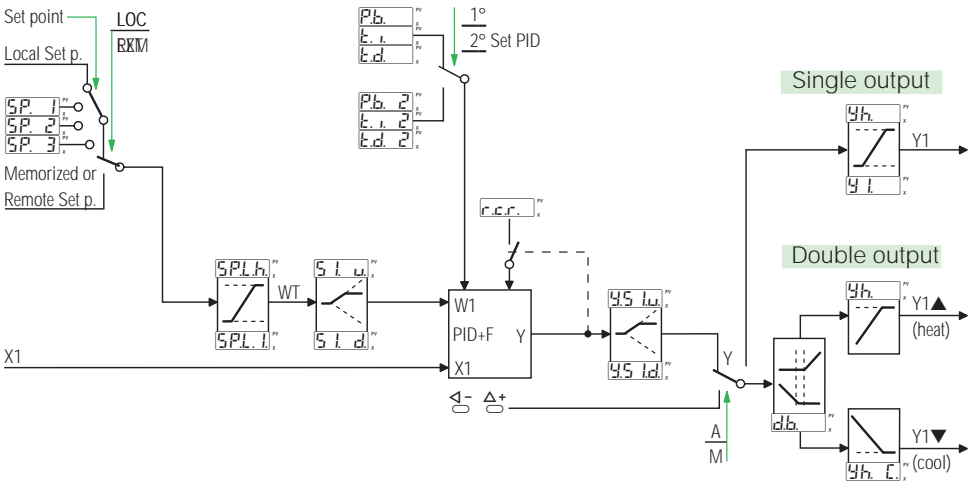 Set point
LOC
Local Set p.
SP. 1
SP. 2
SP. 3
Memorized or
Remote Set p.
P.b.
t. i.
t.d.
1°
2° Set PID
P.b. 2
t. i. 2
t.d. 2
r.c.r.
SP.L.h.
WT
SP.L. l.
S l. u.
S l. d.
W1
PID+F
Y
X1
X1
− +
Y.S l.u.
Y.S l.d.
Y
A
M
Single output
Yh.
Y1
Y l.
Double output
Yh.
Y1▲
(heat)
d.b.
Y1▼
(cool)
Yh. C.